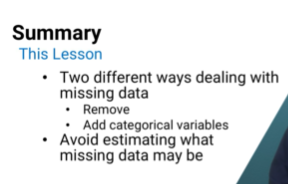 Summary
This Lesson
• Two different ways dealing with
missing data
• Remove
• Add categorical variables
• Avoid estimating what
missing data may be